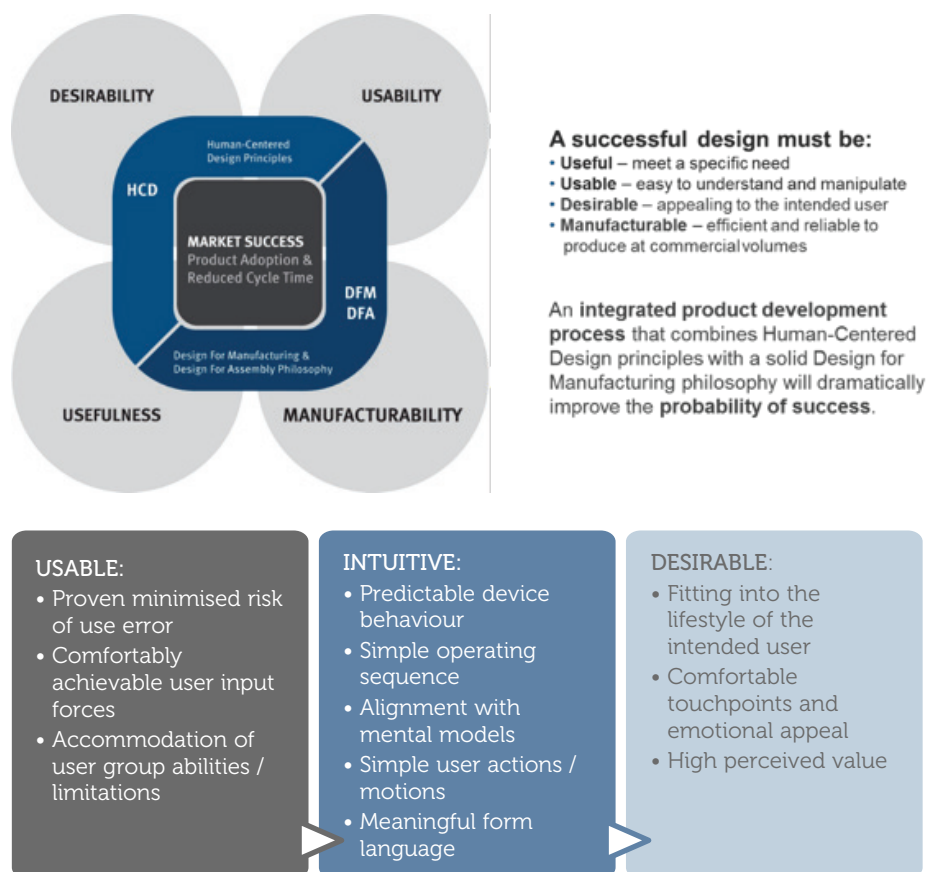 DESIRABILITY
USABILITY
Human-Centered
Design Principles
HCD
MARKET SUCCESS
Product Adoption &
Reduced Cycle Time
DFM
DFA
Design For Manufacturing &
Design For Assembly Philosophy
USEFULNESS
MANUFACTURABILITY
A successful design must be:
• Useful – meet a specific need
• Usable – easy to understand and manipulate
• Desirable – appealing to the intended user
• Manufacturable – efficient and reliable to
produce at commercial volumes
An integrated product development
process that combines Human-Centered
Design principles with a solid Design for
Manufacturing philosophy will dramatically
improve the probability of success.
USABLE:
• Proven minimised risk
of use error
• Comfortably
achievable user input
forces
• Accommodation of
user group abilities /
limitations
INTUITIVE:
• Predictable device
behaviour
• Simple operating
sequence
• Alignment with
mental models
• Simple user actions /
motions
• Meaningful form
language
DESIRABLE:
• Fitting into the
lifestyle of the
intended user
• Comfortable
touchpoints and
emotional appeal
• High perceived value